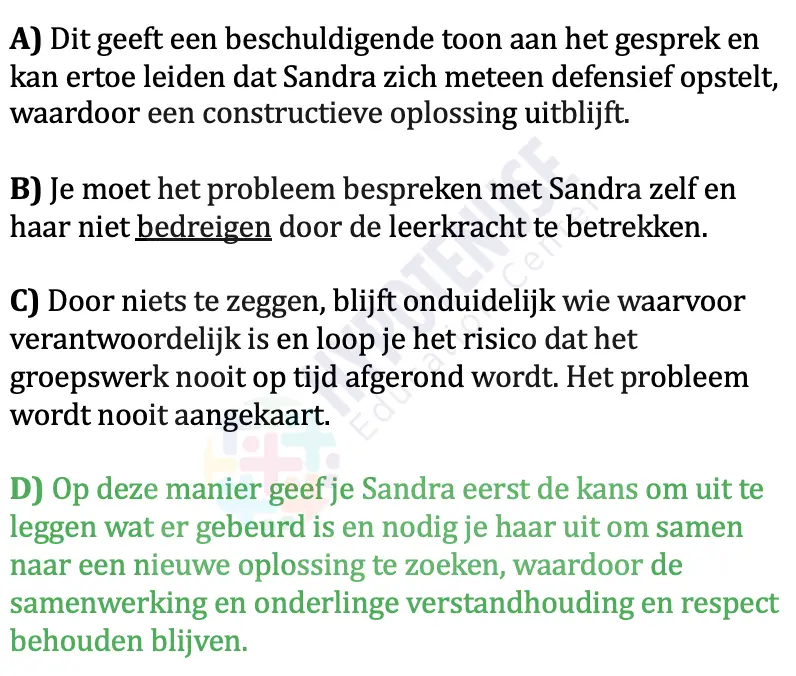 A) Dit geeft een beschuldigende toon aan het gesprek en
kan ertoe leiden dat Sandra zich meteen defensief opstelt,
waardoor een constructieve oplossing uitblijft.
B) Je moet het probleem bespreken met Sandra zelf en
haar niet bedreigen door de leerkracht te betrekken.
C) Door niets te zeggen, blijft onduidelijk wie waarvoor
verantwoordelijk is en loop je het risico dat het
groepswerk nooit op tijd afgerond wordt. Het probleem
wordt nooit aangekaart.
D) Op deze manier geef je Sandra eerst de kans om uit te
leggen wat er gebeurd is en nodig je haar uit om samen
naar een nieuwe oplossing te zoeken, waardoor de
samenwerking en onderlinge verstandhouding en respect
behouden blijven.
HYPOTENUSE
Education Center